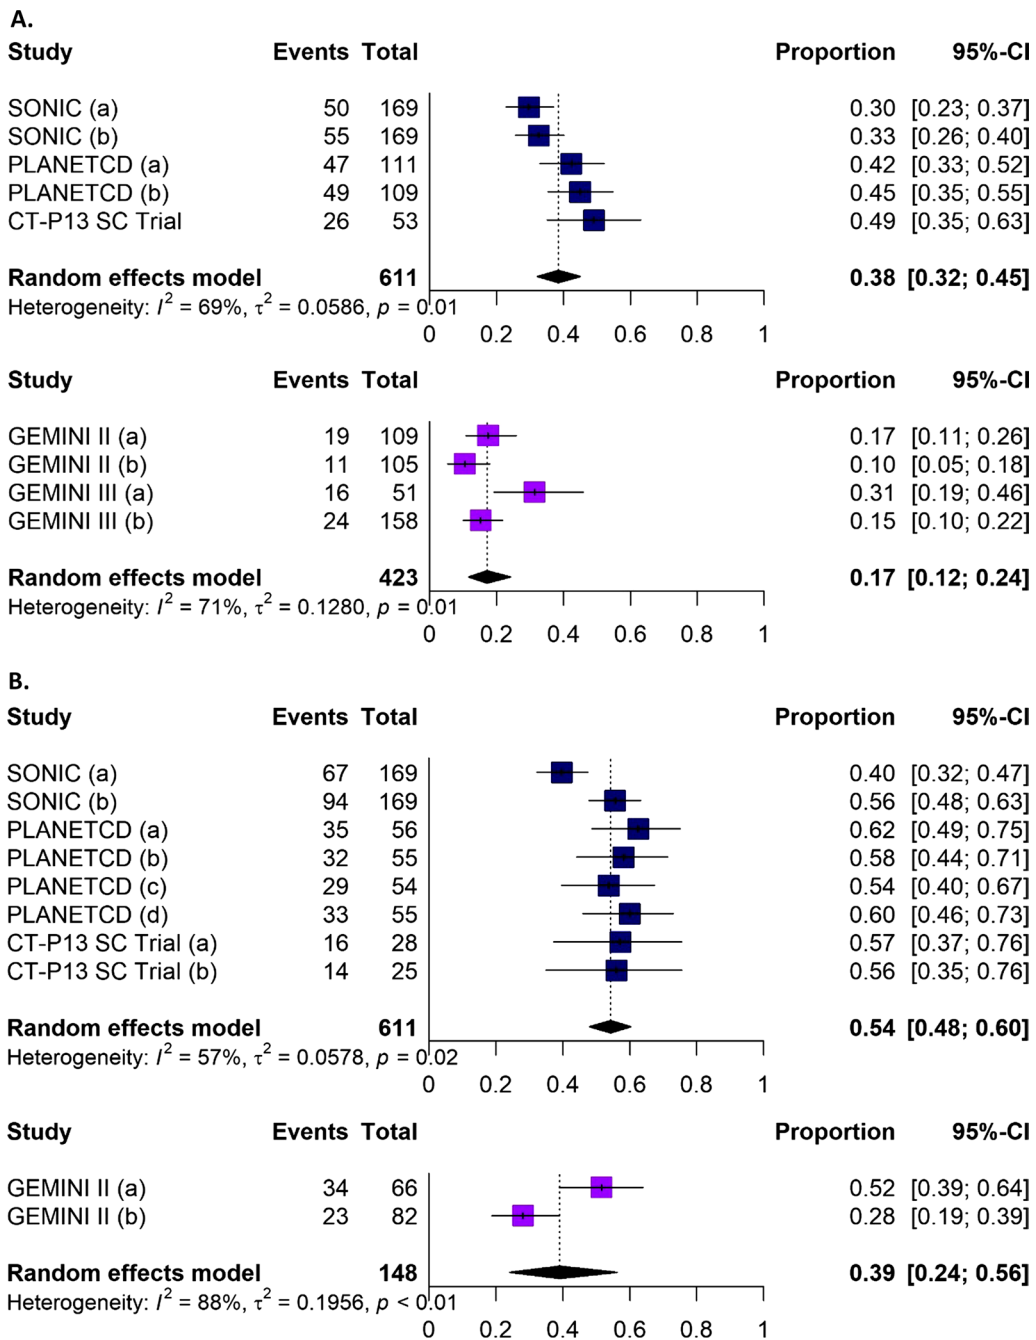 A.
Study Events Total Proportion 95%-CI
SONIC (a) 50 169 0.30 [0.23; 0.37]
SONIC (b) 55 169 0.33 [0.26; 0.40]
PLANETCD (a) 47 111 0.42 [0.33; 0.52]
PLANETCD (b) 49 109 0.45 [0.35; 0.55]
CT-P13 SC Trial 26 53 0.49 [0.35; 0.63]
Random effects model 611 0.38 [0.32; 0.45]
Heterogeneity: I² = 69%, τ² = 0.0586, p = 0.01
0 0.2 0.4 0.6 0.8 1
Study Events Total Proportion 95%-CI
GEMINI II (a) 19 109 0.17 [0.11; 0.26]
GEMINI II (b) 11 105 0.10 [0.05; 0.18]
GEMINI III (a) 16 51 0.31 [0.19; 0.46]
GEMINI III (b) 24 158 0.15 [0.10; 0.22]
Random effects model 423 0.17 [0.12; 0.24]
Heterogeneity: I² = 71%, τ² = 0.1280, p = 0.01
0 0.2 0.4 0.6 0.8 1
B.
Study Events Total Proportion 95%-CI
SONIC (a) 67 169 0.40 [0.32; 0.47]
SONIC (b) 94 169 0.56 [0.48; 0.63]
PLANETCD (a) 35 56 0.62 [0.49; 0.75]
PLANETCD (b) 32 55 0.58 [0.44; 0.71]
PLANETCD (c) 29 54 0.54 [0.40; 0.67]
PLANETCD (d) 33 55 0.60 [0.46; 0.73]
CT-P13 SC Trial (a) 16 28 0.57 [0.37; 0.76]
CT-P13 SC Trial (b) 14 25 0.56 [0.35; 0.76]
Random effects model 611 0.54 [0.48; 0.60]
Heterogeneity: I² = 57%, τ² = 0.0578, p = 0.02
0 0.2 0.4 0.6 0.8 1
Study Events Total Proportion 95%-CI
GEMINI II (a) 34 66 0.52 [0.39; 0.64]
GEMINI II (b) 23 82 0.28 [0.19; 0.39]
Random effects model 148 0.39 [0.24; 0.56]
Heterogeneity: I² = 88%, τ² = 0.1956, p < 0.01
0 0.2 0.4 0.6 0.8 1